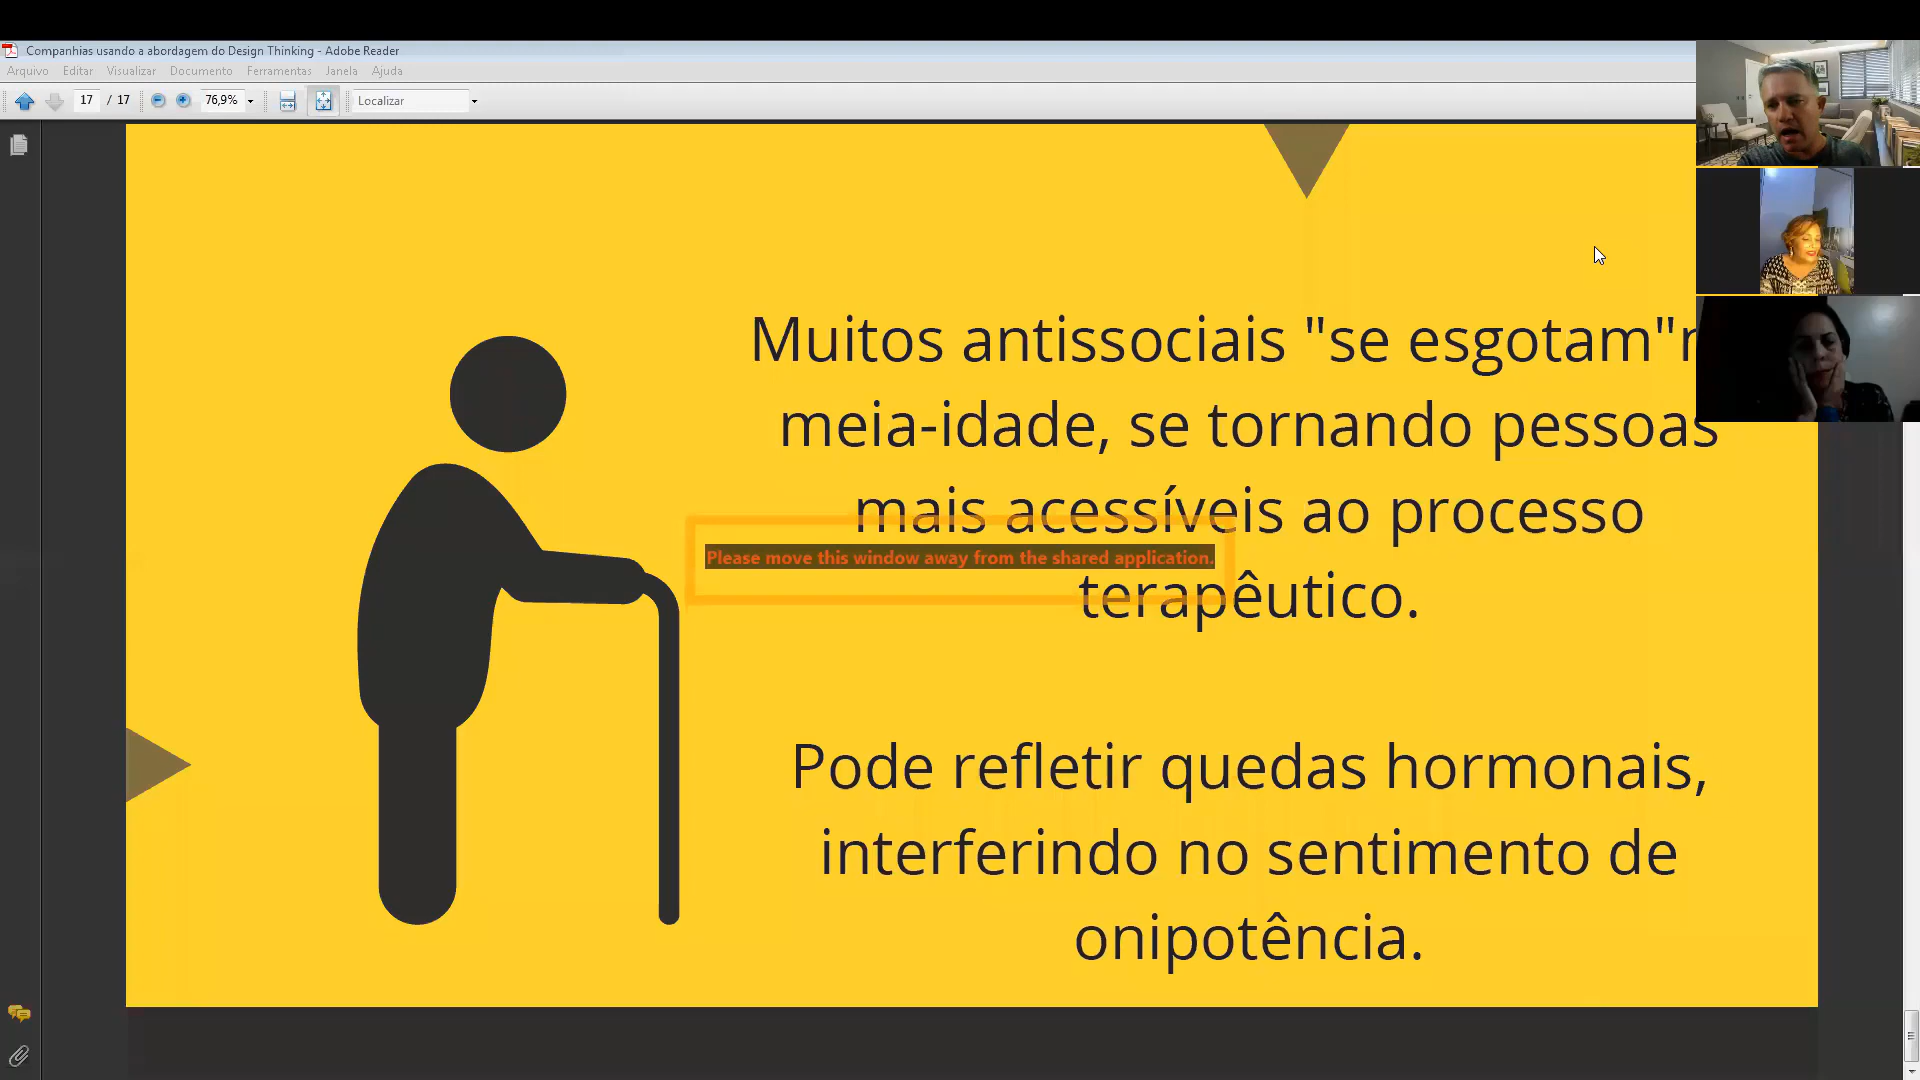 Companhias usando a abordagem do Design Thinking - Adobe Reader
Arquivo Editar Visualizar Documento Ferramentas Janela Ajuda
17 / 17 76,9% Localizar
Muitos antissociais "se esgotam"
meia-idade, se tornando pessoas
mais acessíveis ao processo
Please move this window away from the shared application.
terapêutico.
Pode refletir quedas hormonais,
interferindo no sentimento de
onipotência.